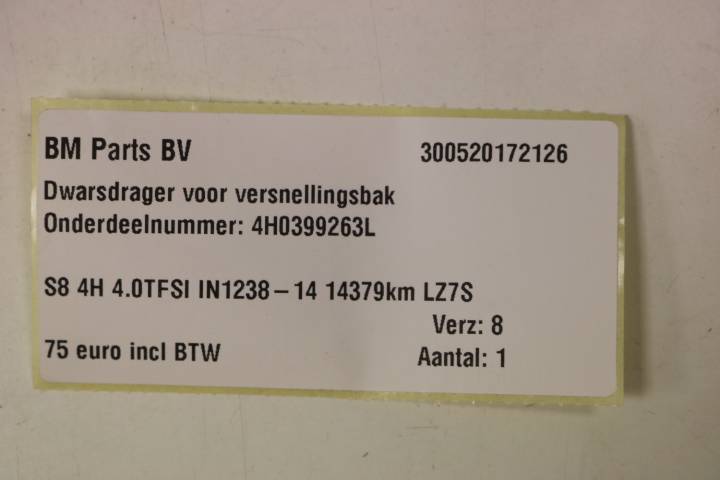 BM Parts BV 300520172126
Dwarsdrager voor versnellingsbak
Onderdeelnummer: 4H0399263L
S8 4H 4.0TFSI IN1238-14 14379km LZ7S
Verz: 8
75 euro incl BTW Aantal: 1